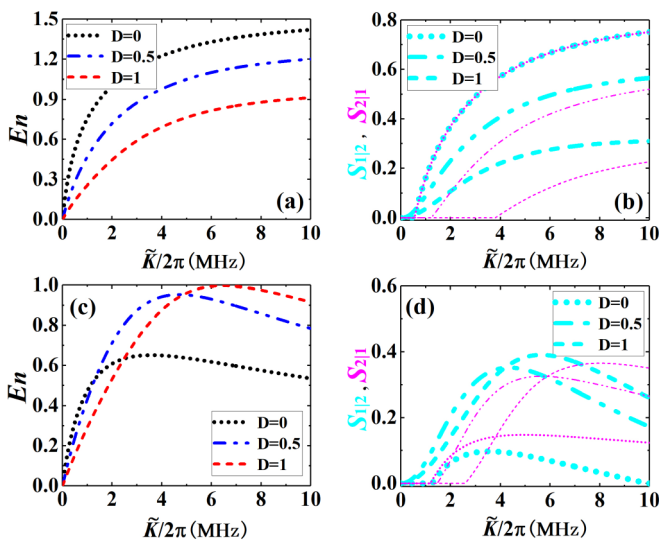 1.5
1.2
0.9
0.6
0.3
0.0
En
D=0
D=0.5
D=1
(a)
0 2 4 6 8 10
K̃/2π (MHz)
0.8
0.6
0.4
0.2
0.0
S1|2 , S2|1
D=0
D=0.5
D=1
(b)
0 2 4 6 8 10
K̃/2π (MHz)
1.0
0.8
0.6
0.4
0.2
0.0
En
(c)
D=0
D=0.5
D=1
0 2 4 6 8 10
K̃/2π (MHz)
0.6
0.4
0.2
0.0
S1|2 , S2|1
(d)
D=0
D=0.5
D=1
0 2 4 6 8 10
K̃/2π (MHz)